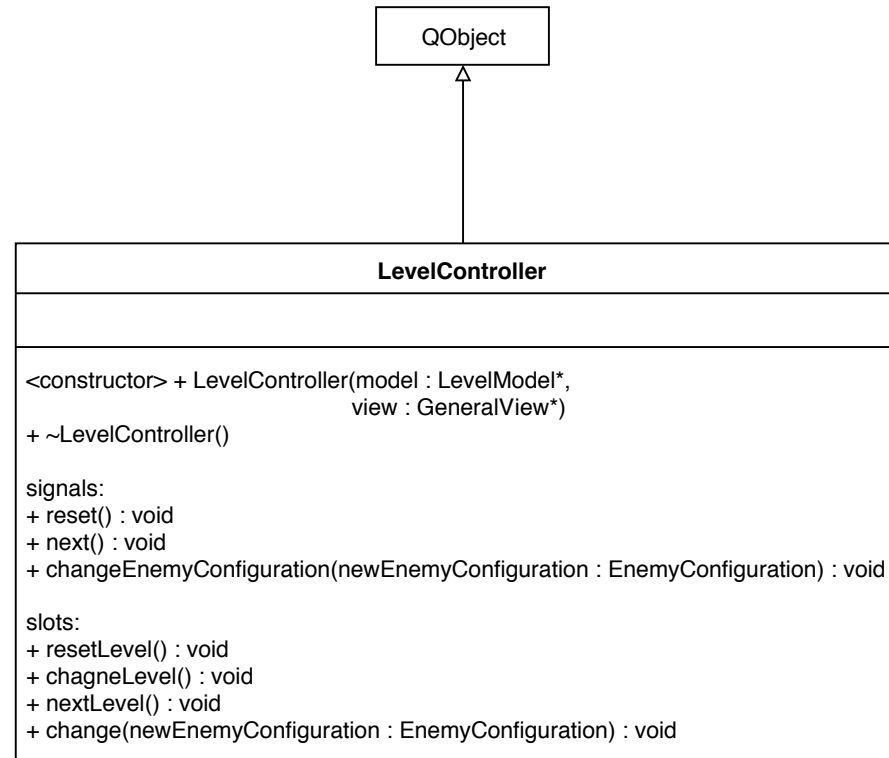 QObject
LevelController
<constructor> + LevelController(model : LevelModel*,
view : GeneralView*)
+ ~LevelController()
signals:
+ reset() : void
+ next() : void
+ changeEnemyConfiguration(newEnemyConfiguration : EnemyConfiguration) : void
slots:
+ resetLevel() : void
+ chagneLevel() : void
+ nextLevel() : void
+ change(newEnemyConfiguration : EnemyConfiguration) : void